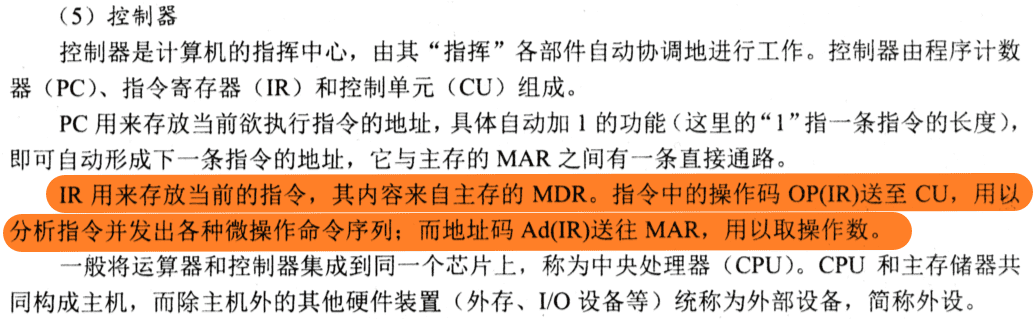 （5）控制器
控制器是计算机的指挥中心，由其“指挥”各部件自动协调地进行工作。控制器由程序计数
器（PC）、指令寄存器（IR）和控制单元（CU）组成。
PC 用来存放当前欲执行指令的地址，具体自动加 1 的功能（这里的“1”指一条指令的长度），
即可自动形成下一条指令的地址，它与主存的 MAR 之间有一条直接通路。
IR 用来存放当前的指令，其内容来自主存的 MDR。指令中的操作码 OP(IR)送至 CU，用以
分析指令并发出各种微操作命令序列；而地址码 Ad(IR)送往 MAR，用以取操作数。
一般将运算器和控制器集成到同一个芯片上，称为中央处理器（CPU）。CPU 和主存储器共
同构成主机，而除主机外的其他硬件装置（外存、I/O 设备等）统称为外部设备，简称外设。